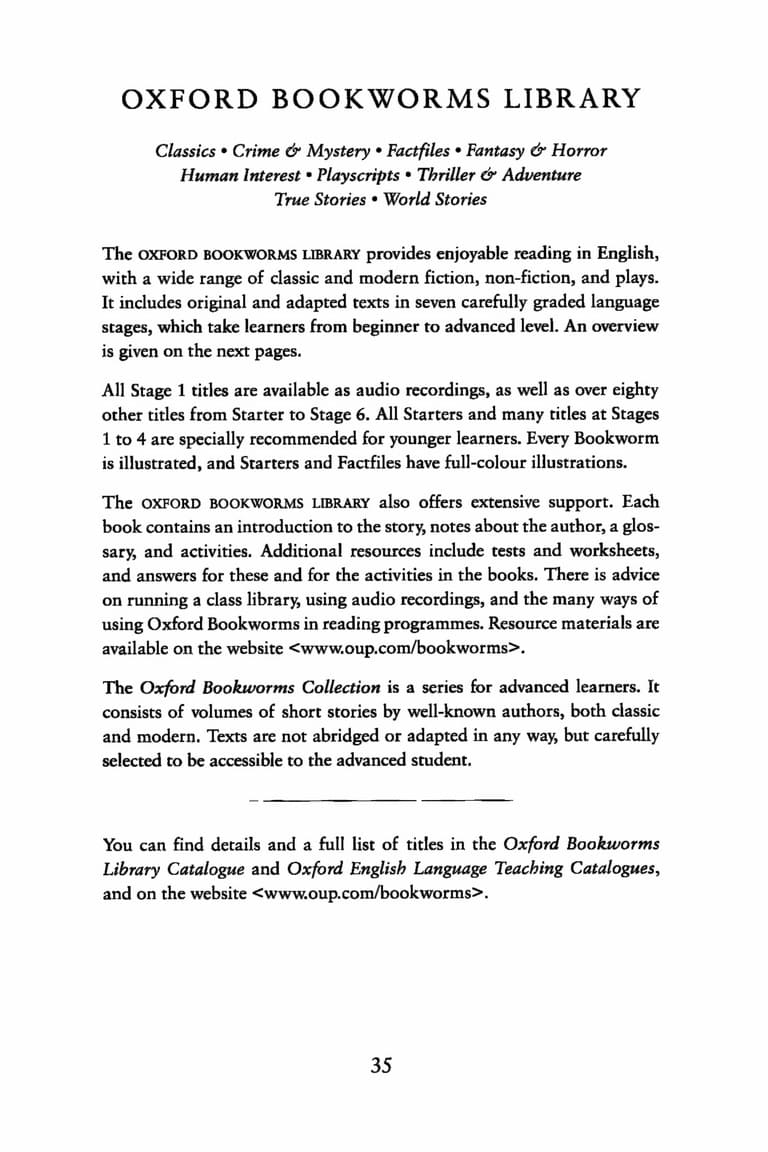 OXFORD BOOKWORMS LIBRARY
Classics • Crime & Mystery • Factfiles • Fantasy & Horror
Human Interest • Playscripts • Thriller & Adventure
True Stories • World Stories
The OXFORD BOOKWORMS LIBRARY provides enjoyable reading in English,
with a wide range of classic and modern fiction, non-fiction, and plays.
It includes original and adapted texts in seven carefully graded language
stages, which take learners from beginner to advanced level. An overview
is given on the next pages.
All Stage 1 titles are available as audio recordings, as well as over eighty
other titles from Starter to Stage 6. All Starters and many titles at Stages
1 to 4 are specially recommended for younger learners. Every Bookworm
is illustrated, and Starters and Factfiles have full-colour illustrations.
The OXFORD BOOKWORMS LIBRARY also offers extensive support. Each
book contains an introduction to the story, notes about the author, a glos-
sary, and activities. Additional resources include tests and worksheets,
and answers for these and for the activities in the books. There is advice
on running a class library, using audio recordings, and the many ways of
using Oxford Bookworms in reading programmes. Resource materials are
available on the website <www.oup.com/bookworms>.
The Oxford Bookworms Collection is a series for advanced learners. It
consists of volumes of short stories by well-known authors, both classic
and modern. Texts are not abridged or adapted in any way, but carefully
selected to be accessible to the advanced student.
You can find details and a full list of titles in the Oxford Bookworms
Library Catalogue and Oxford English Language Teaching Catalogues,
and on the website <www.oup.com/bookworms>.
35